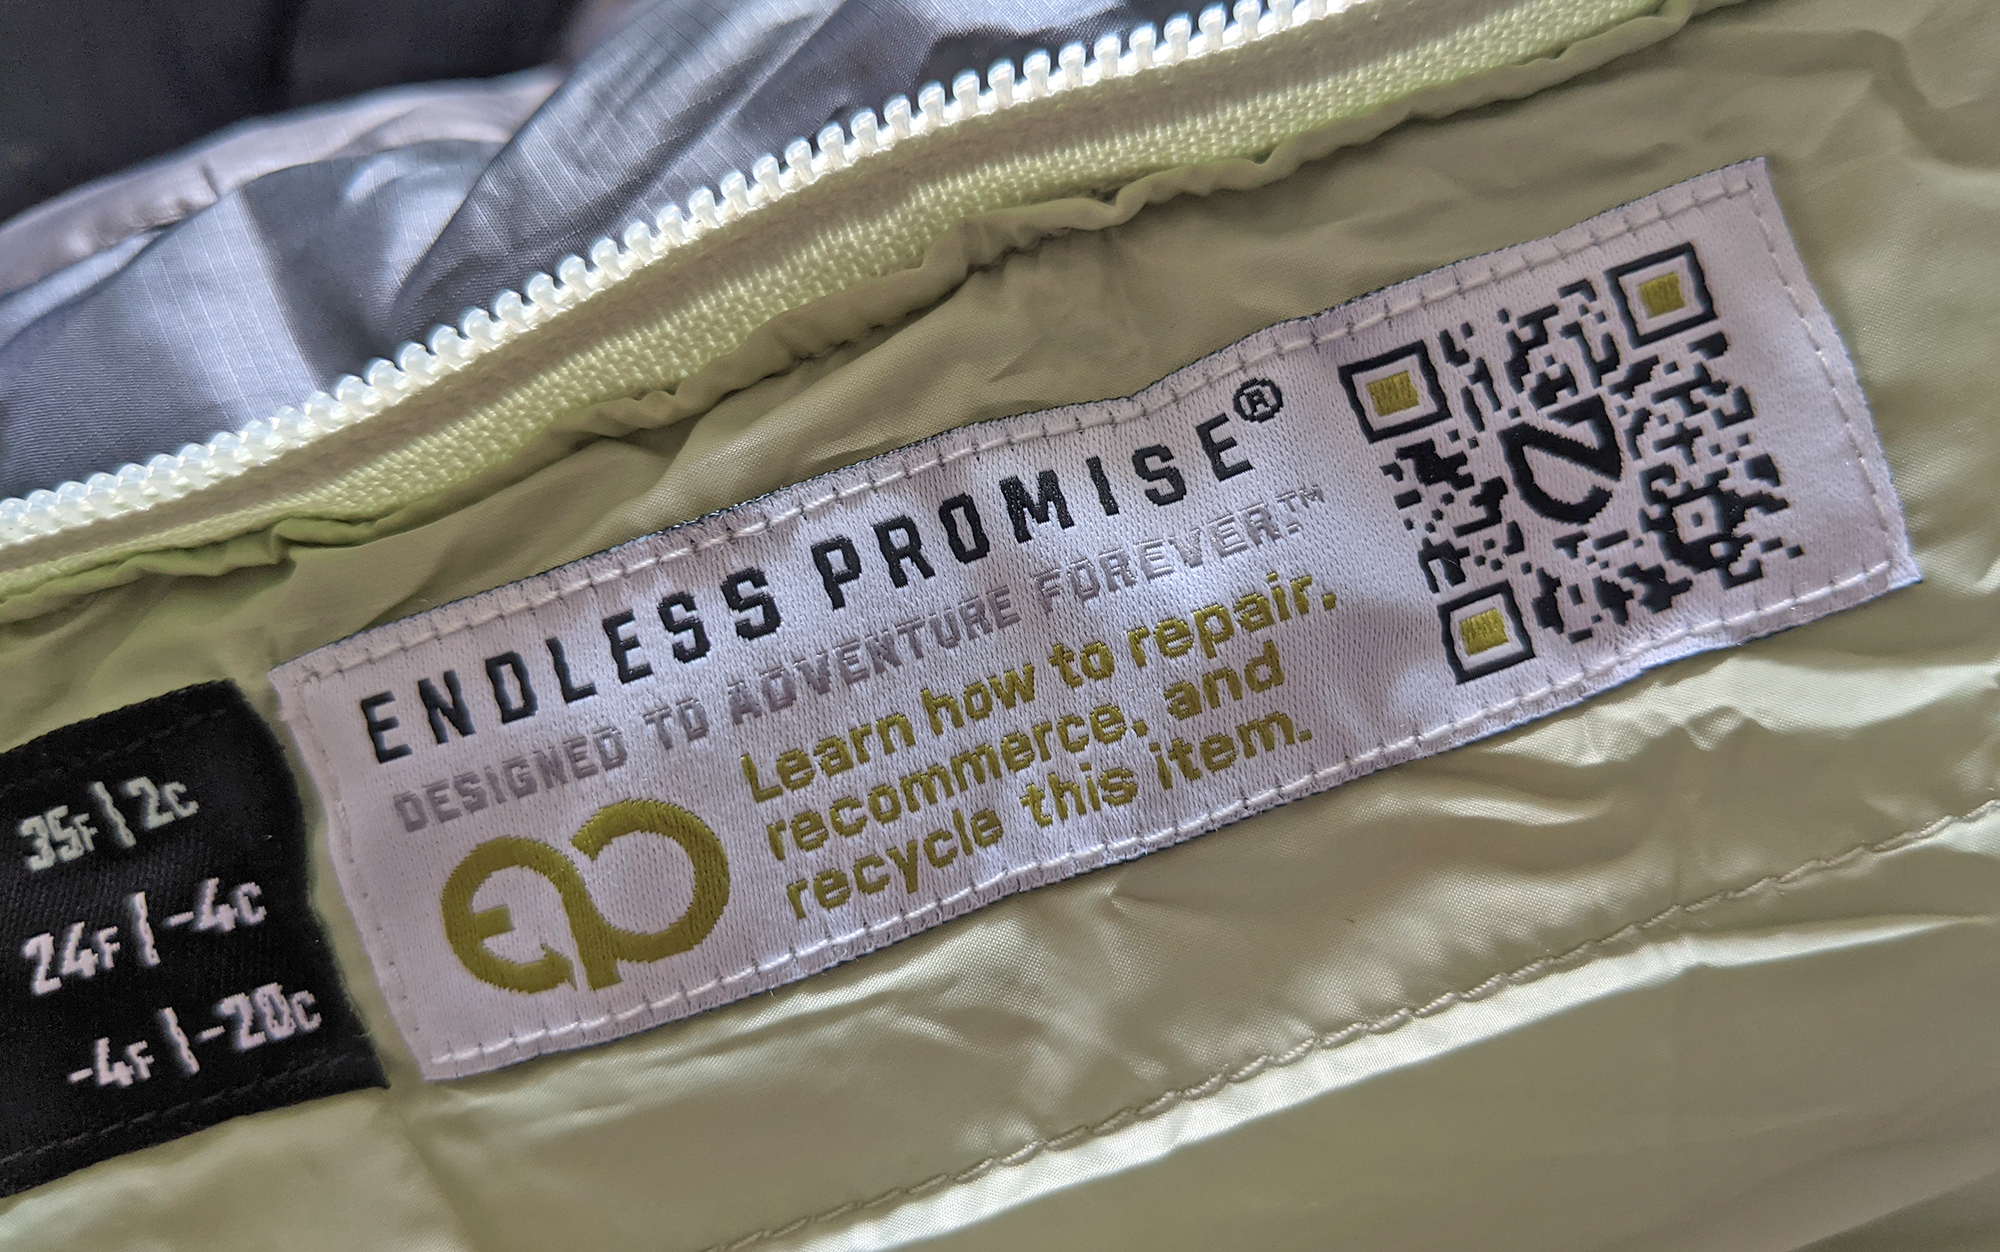 ENDLESS PROMISE®
DESIGNED TO ADVENTURE FOREVER.™
Learn how to repair,
recommerce, and
recycle this item.
35F | 2C
24F | -4C
-4F | -20C